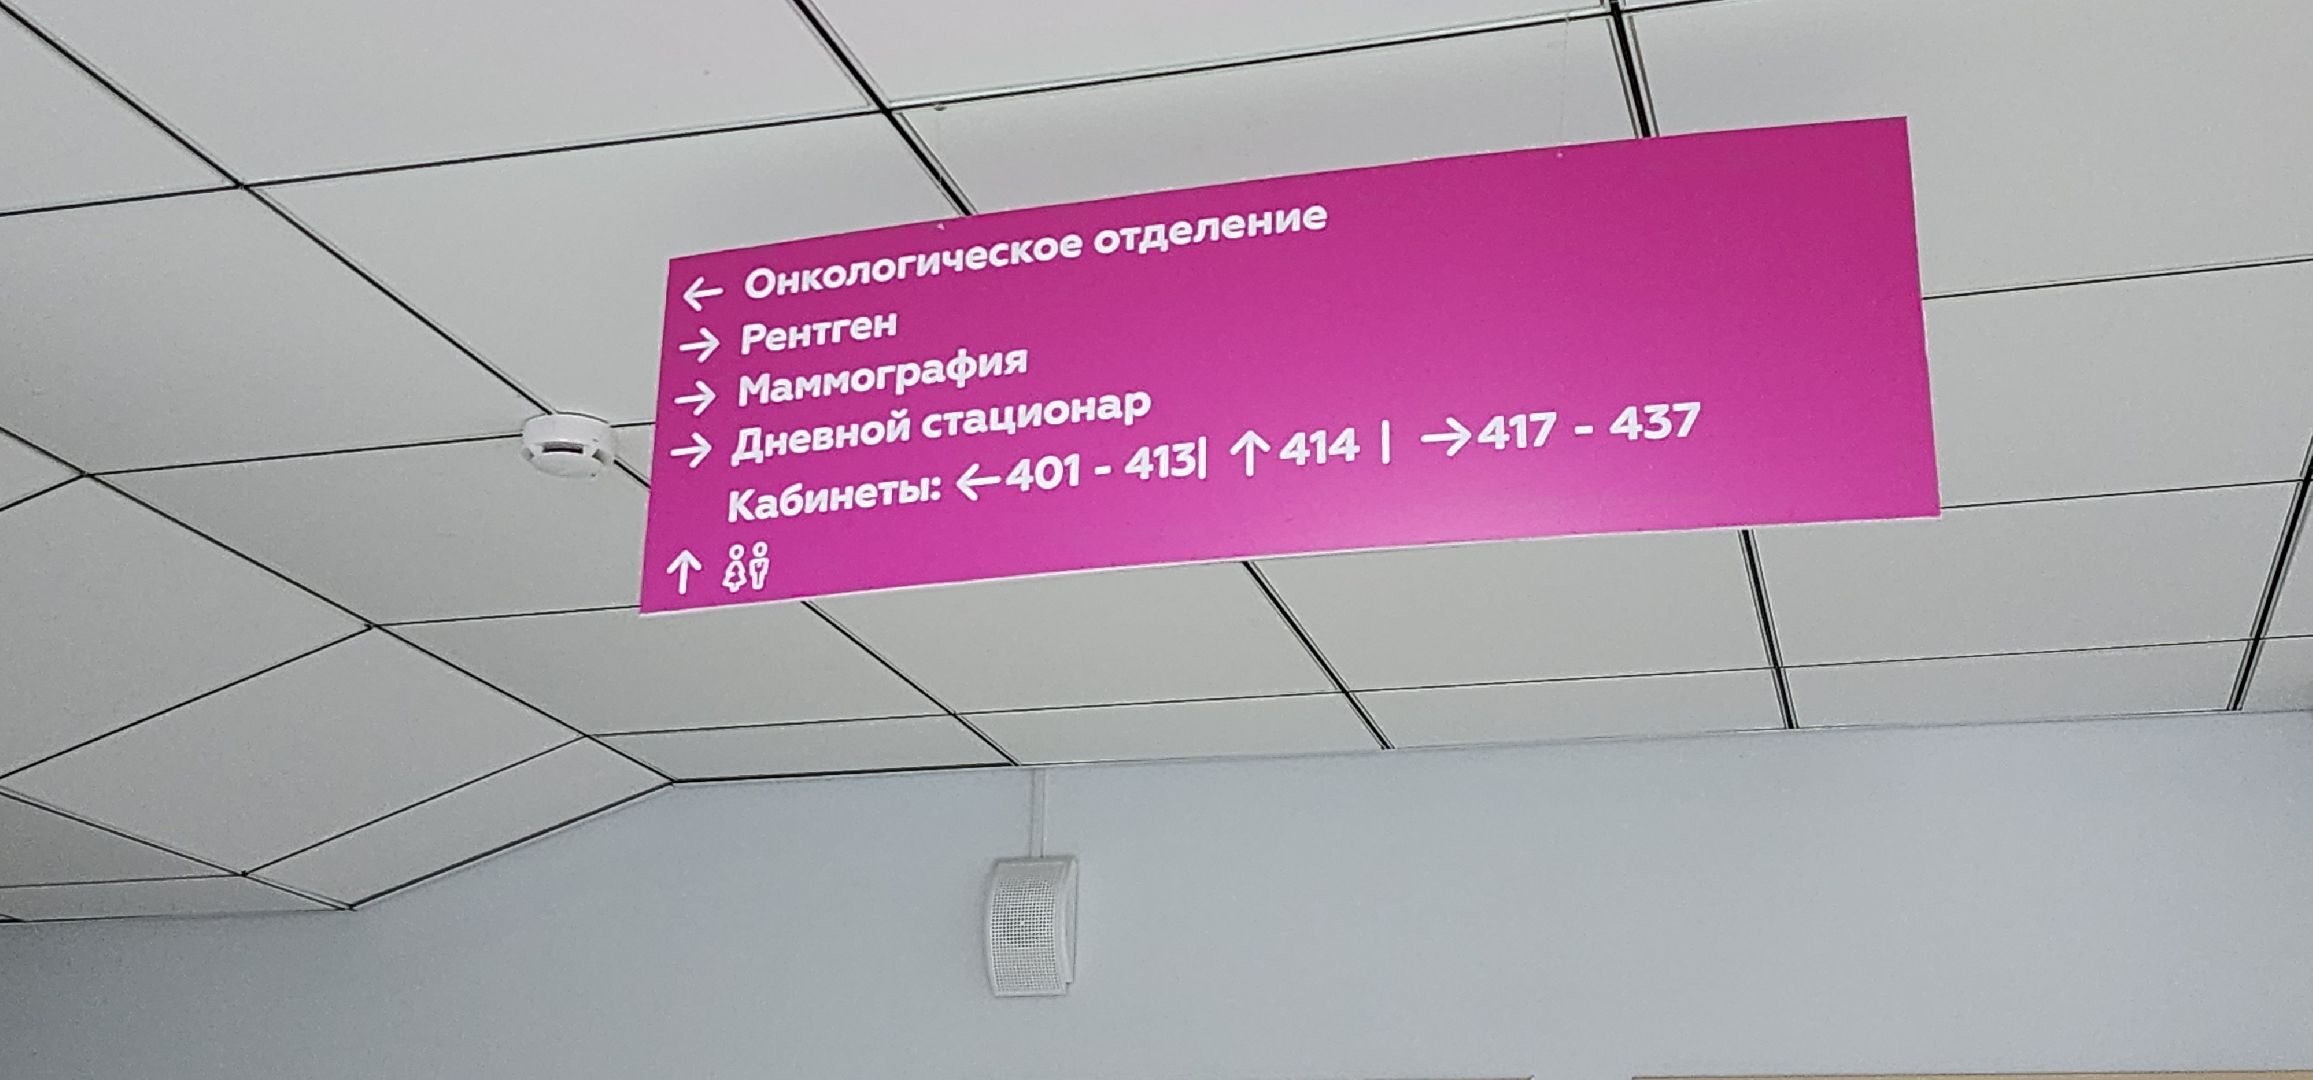 ← Онкологическое отделение
→ Рентген
→ Маммография
→ Дневной стационар
Кабинеты: ←401 - 413| ↑414 | →417 - 437
↑